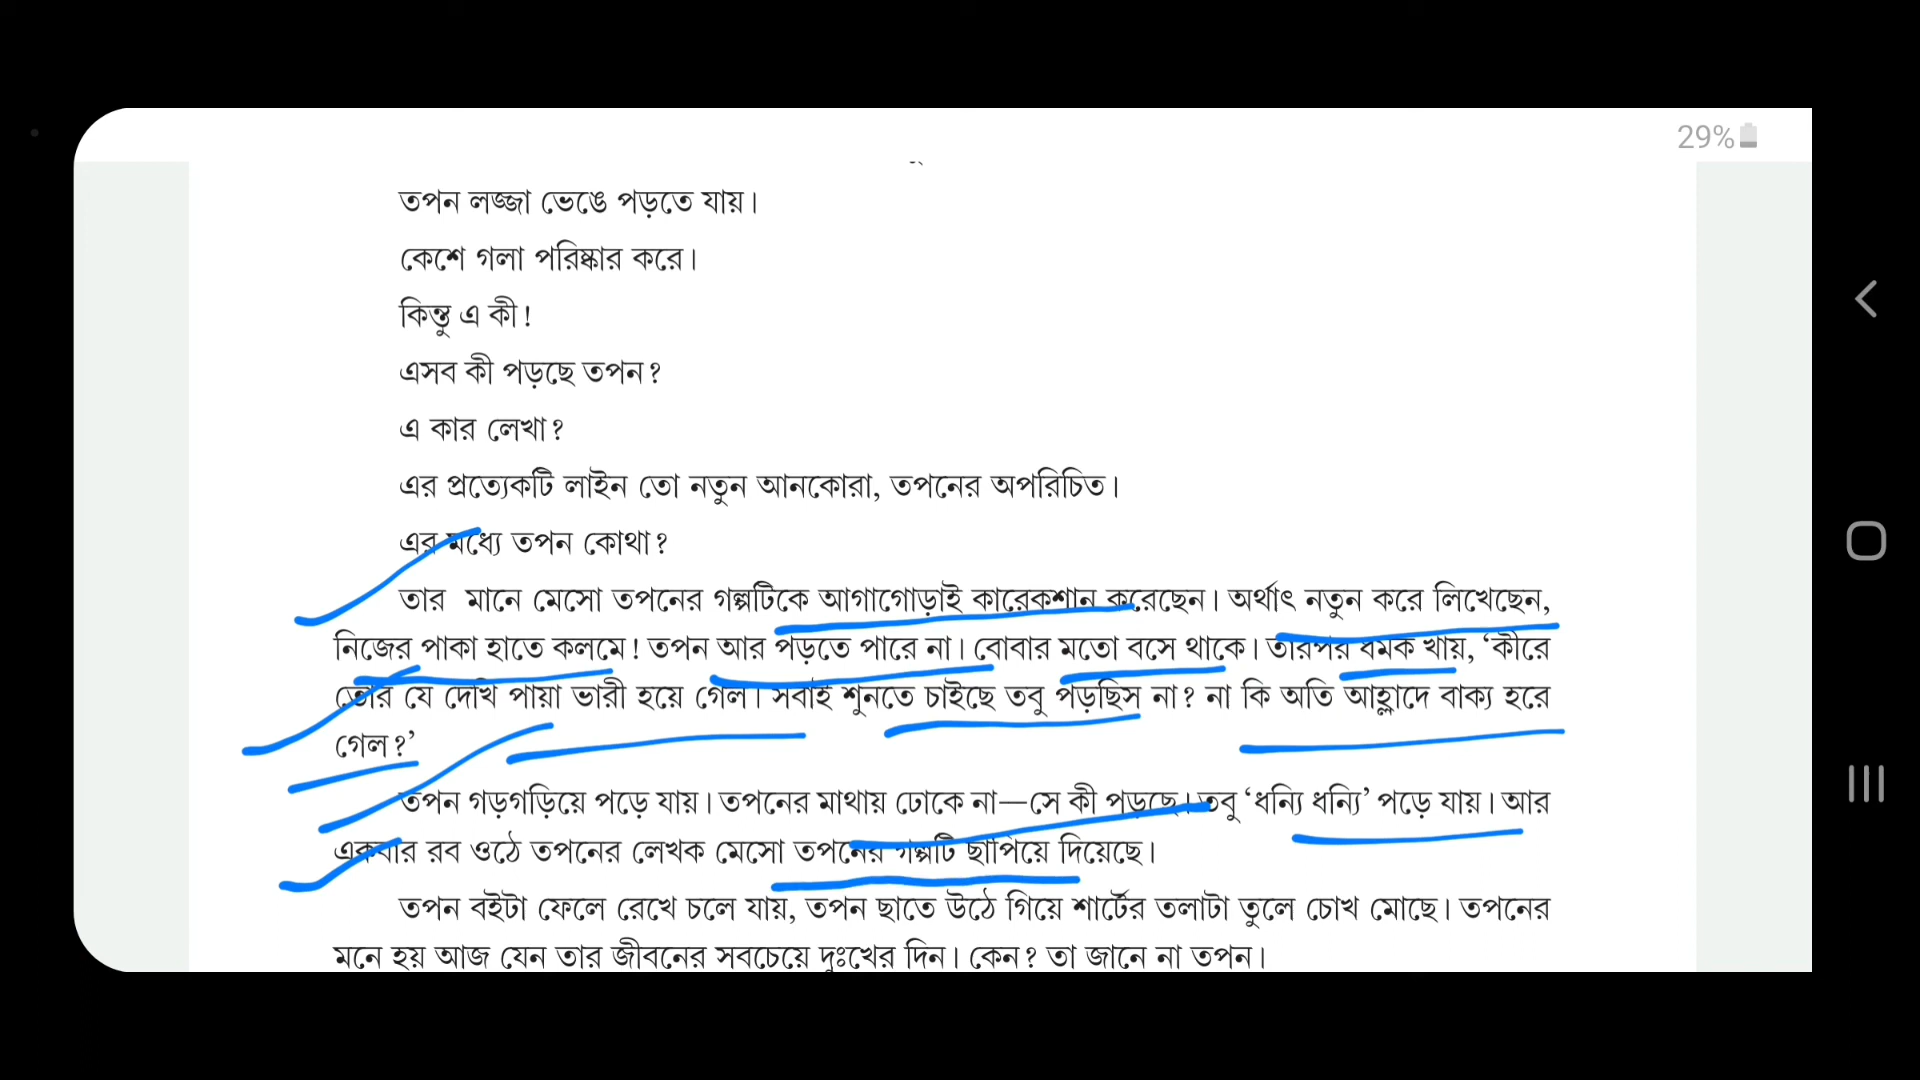 29%
তপন লজ্জা ভেঙে পড়তে যায়।
কেশে গলা পরিষ্কার করে।
কিন্তু এ কী!
এসব কী পড়ছে তপন?
এ কার লেখা?
এর প্রত্যেকটি লাইন তো নতুন আনকোরা, তপনের অপরিচিত।
এর মধ্যে তপন কোথা?
তার মানে মেসো তপনের গল্পটিকে আগাগোড়াই কারেকশান করেছেন। অর্থাৎ নতুন করে লিখেছেন,
নিজের পাকা হাতে কলমে! তপন আর পড়তে পারে না। বোবার মতো বসে থাকে। তারপর ধমক খায়, ‘কীরে
তোর যে দেখি পায়া ভারী হয়ে গেল। সবাই শুনতে চাইছে তবু পড়ছিস না? না কি অতি আহ্লাদে বাক্য হরে
গেল?’
তপন গড়গড়িয়ে পড়ে যায়। তপনের মাথায় ঢোকে না—সে কী পড়ছে। তবু ‘ধন্যি ধন্যি’ পড়ে যায়। আর
একবার রব ওঠে তপনের লেখক মেসো তপনের গল্পটি ছাপিয়ে দিয়েছে।
তপন বইটা ফেলে রেখে চলে যায়, তপন ছাতে উঠে গিয়ে শার্টের তলাটা তুলে চোখ মোছে। তপনের
মনে হয় আজ যেন তার জীবনের সবচেয়ে দুঃখের দিন। কেন? তা জানে না তপন।